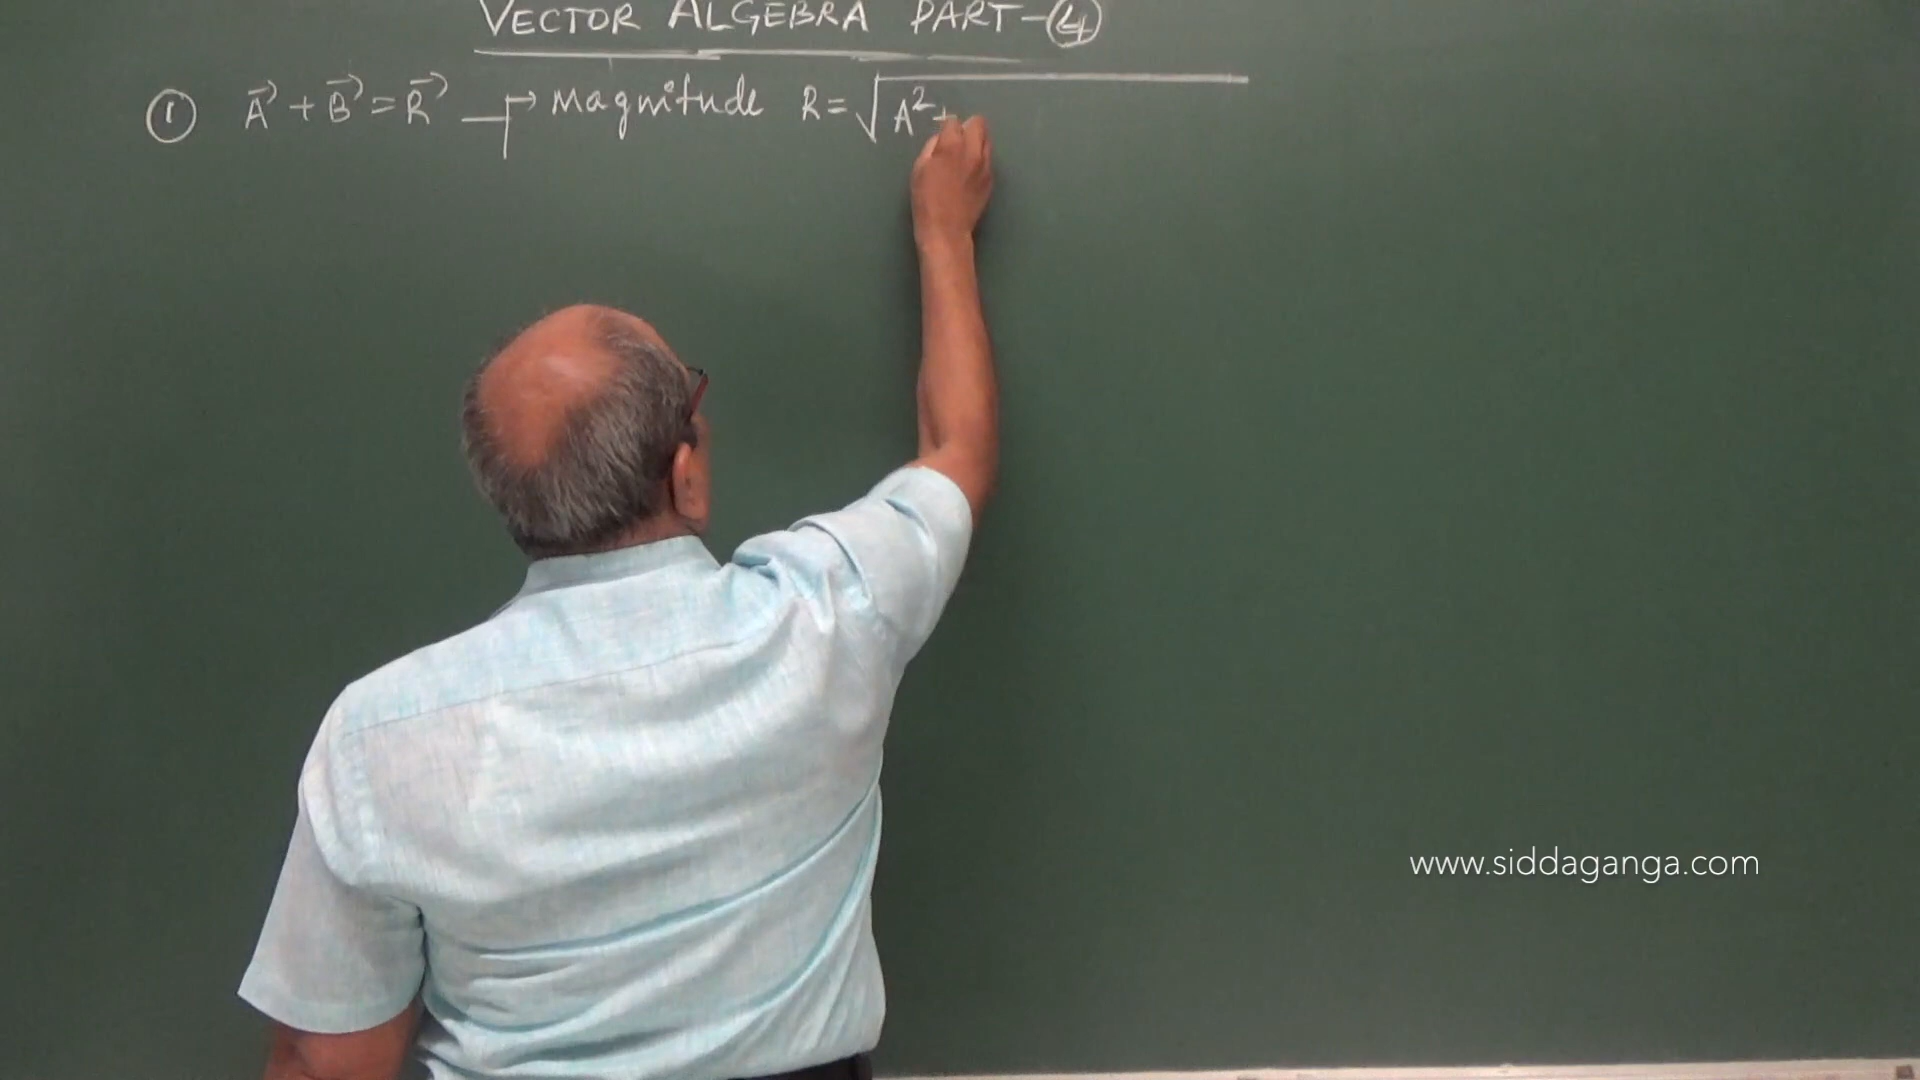 VECTOR ALGEBRA PART-④
① A⃗ + B⃗ = R⃗ → Magnitude R = √A² +
www.siddaganga.com